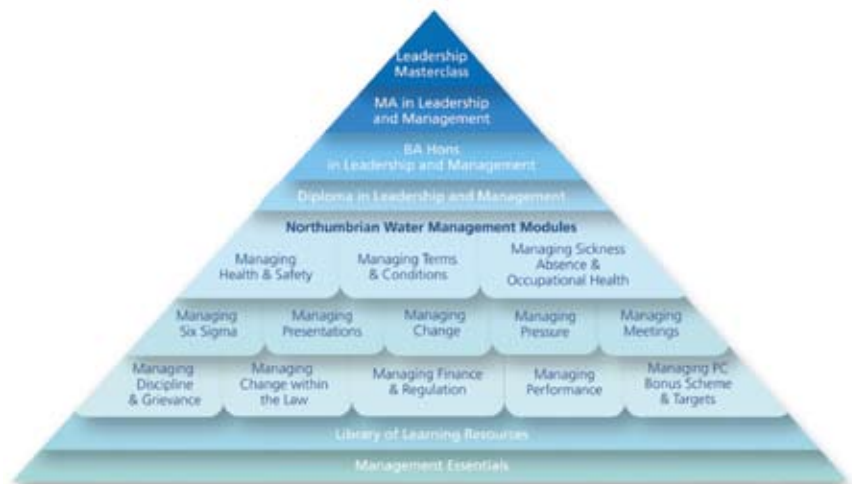 Leadership
Masterclass
MA in Leadership
and Management
BA Hons
in Leadership and Management
Diploma in Leadership and Management
Northumbrian Water Management Modules
Managing
Health & Safety
Managing Terms
& Conditions
Managing Sickness
Absence &
Occupational Health
Managing
Six Sigma
Managing
Presentations
Managing
Change
Managing
Pressure
Managing
Meetings
Managing
Discipline
& Grievance
Managing
Change within
the Law
Managing Finance
& Regulation
Managing
Performance
Managing PC
Bonus Scheme
& Targets
Library of Learning Resources
Management Essentials